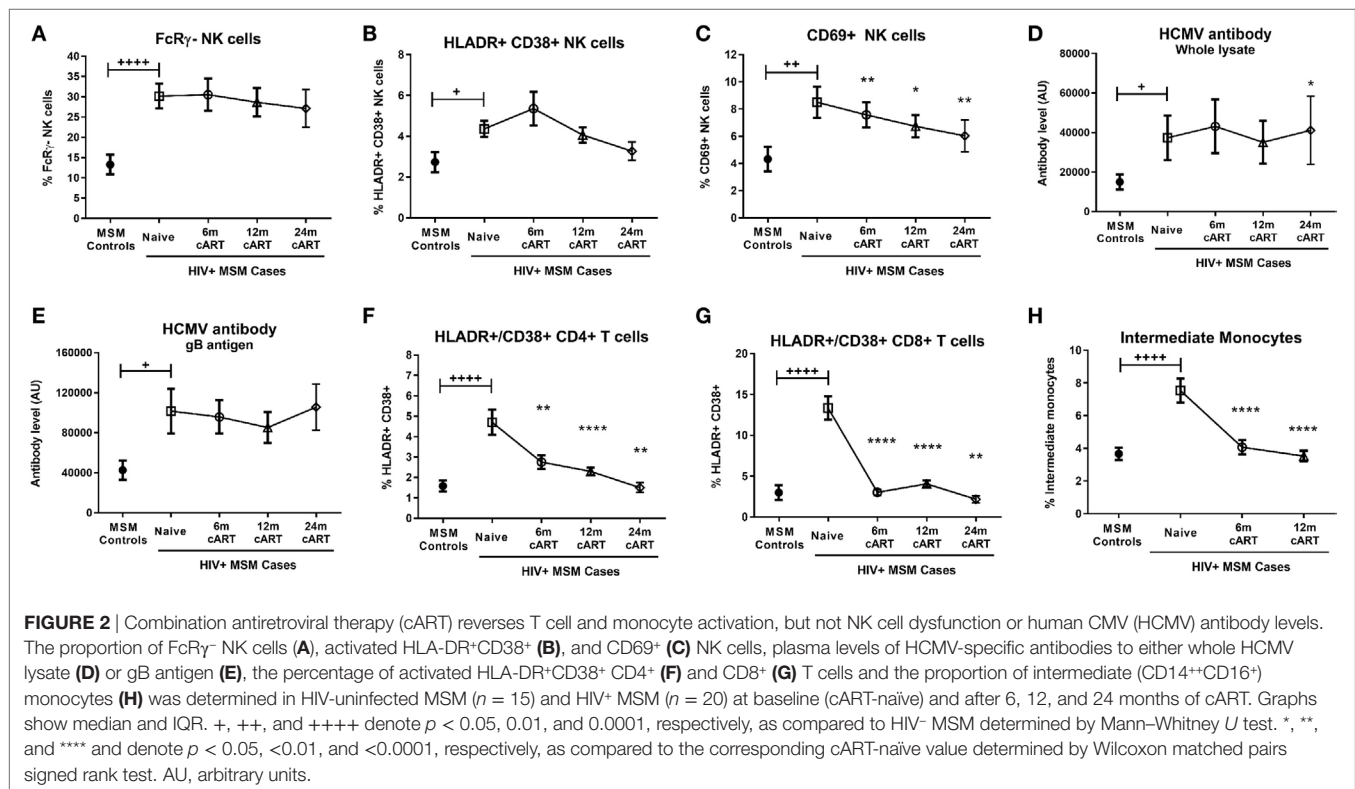 A
FcRγ- NK cells
% FcRγ- NK cells
40
35
30
25
20
15
10
5
0
++++
MSM Controls
Naive
6m cART
12m cART
24m cART
HIV+ MSM Cases
B
HLADR+ CD38+ NK cells
% HLADR+ CD38+ NK cells
8
6
4
2
0
+
MSM Controls
Naive
6m cART
12m cART
24m cART
HIV+ MSM Cases
C
CD69+ NK cells
% CD69+ NK cells
12
10
8
6
4
2
0
++
**
*
**
MSM Controls
Naive
6m cART
12m cART
24m cART
HIV+ MSM Cases
D
HCMV antibody
Whole lysate
Antibody level (AU)
80000
60000
40000
20000
0
+
*
MSM Controls
Naive
6m cART
12m cART
24m cART
HIV+ MSM Cases
E
HCMV antibody
gB antigen
Antibody level (AU)
160000
120000
80000
40000
0
+
MSM Controls
Naive
6m cART
12m cART
24m cART
HIV+ MSM Cases
F
HLADR+/CD38+ CD4+ T cells
% HLADR+ CD38+
7
6
5
4
3
2
1
0
++++
**
****
**
MSM Controls
Naive
6m cART
12m cART
24m cART
HIV+ MSM Cases
G
HLADR+/CD38+ CD8+ T cells
% HLADR+ CD38+
20
15
10
5
0
++++
****
****
**
MSM Controls
Naive
6m cART
12m cART
24m cART
HIV+ MSM Cases
H
Intermediate Monocytes
% Intermediate monocytes
10
8
6
4
2
0
++++
****
****
MSM Controls
Naive
6m cART
12m cART
HIV+ MSM Cases
FIGURE 2 | Combination antiretroviral therapy (cART) reverses T cell and monocyte activation, but not NK cell dysfunction or human CMV (HCMV) antibody levels.
The proportion of FcRγ⁻ NK cells (A), activated HLA-DR⁺CD38⁺ (B), and CD69⁺ (C) NK cells, plasma levels of HCMV-specific antibodies to either whole HCMV
lysate (D) or gB antigen (E), the percentage of activated HLA-DR⁺CD38⁺ CD4⁺ (F) and CD8⁺ (G) T cells and the proportion of intermediate (CD14⁺⁺CD16⁺)
monocytes (H) was determined in HIV-uninfected MSM (n = 15) and HIV⁺ MSM (n = 20) at baseline (cART-naïve) and after 6, 12, and 24 months of cART. Graphs
show median and IQR. +, ++, and ++++ denote p < 0.05, 0.01, and 0.0001, respectively, as compared to HIV⁻ MSM determined by Mann–Whitney U test. *, **,
and **** and denote p < 0.05, <0.01, and <0.0001, respectively, as compared to the corresponding cART-naïve value determined by Wilcoxon matched pairs
signed rank test. AU, arbitrary units.